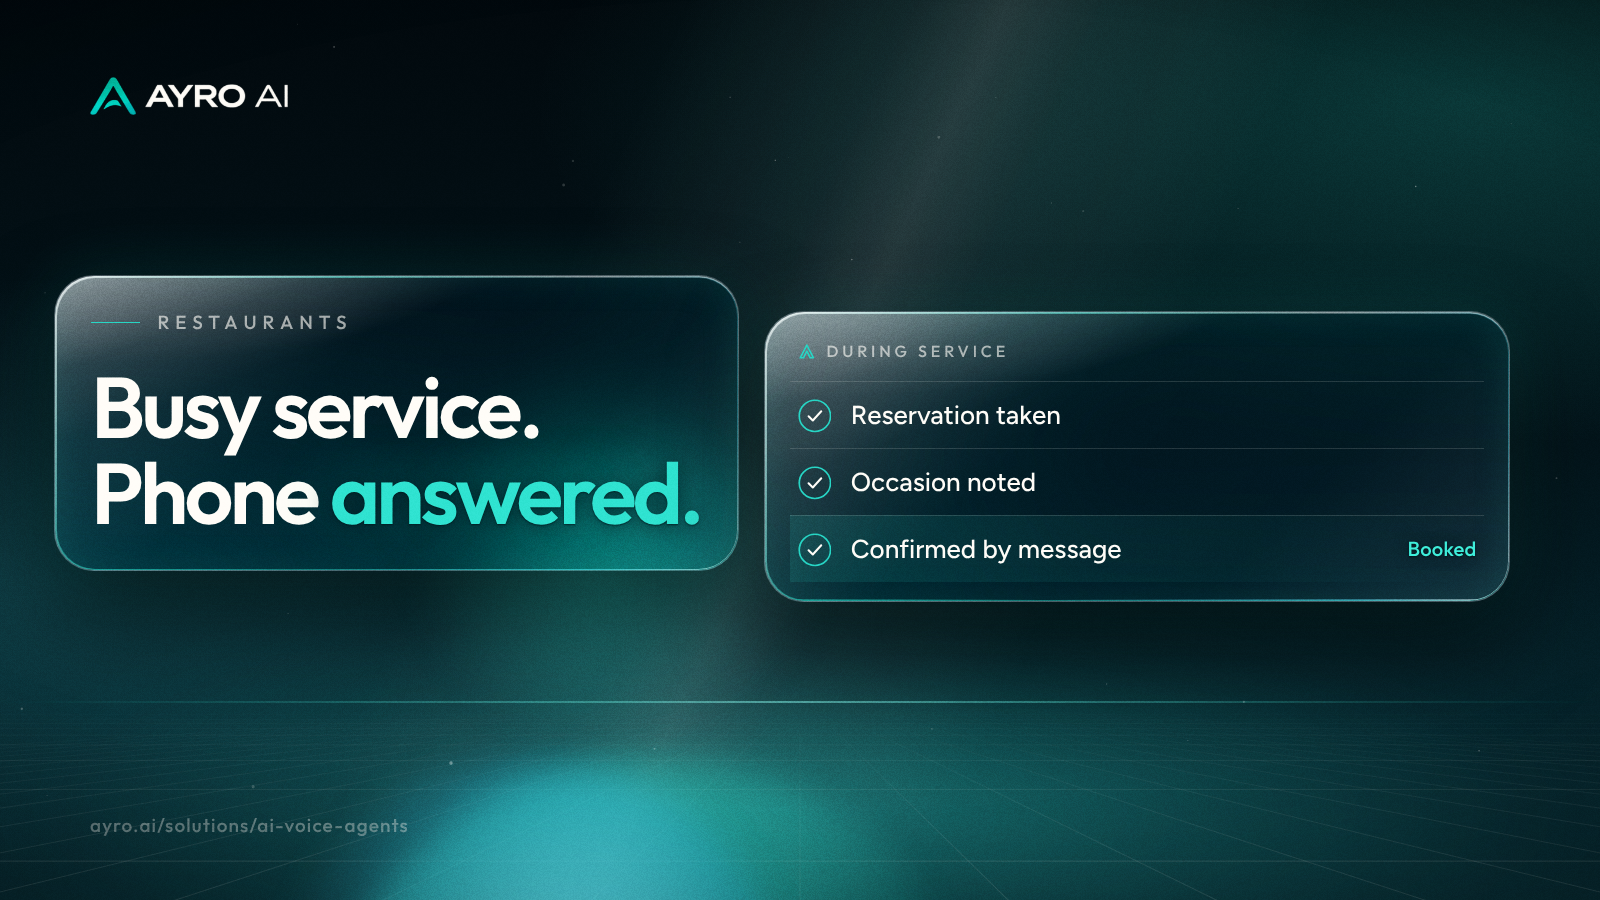 AYRO AI
RESTAURANTS
Busy service.
Phone answered.
DURING SERVICE
Reservation taken
Occasion noted
Confirmed by message
Booked
ayro.ai/solutions/ai-voice-agents